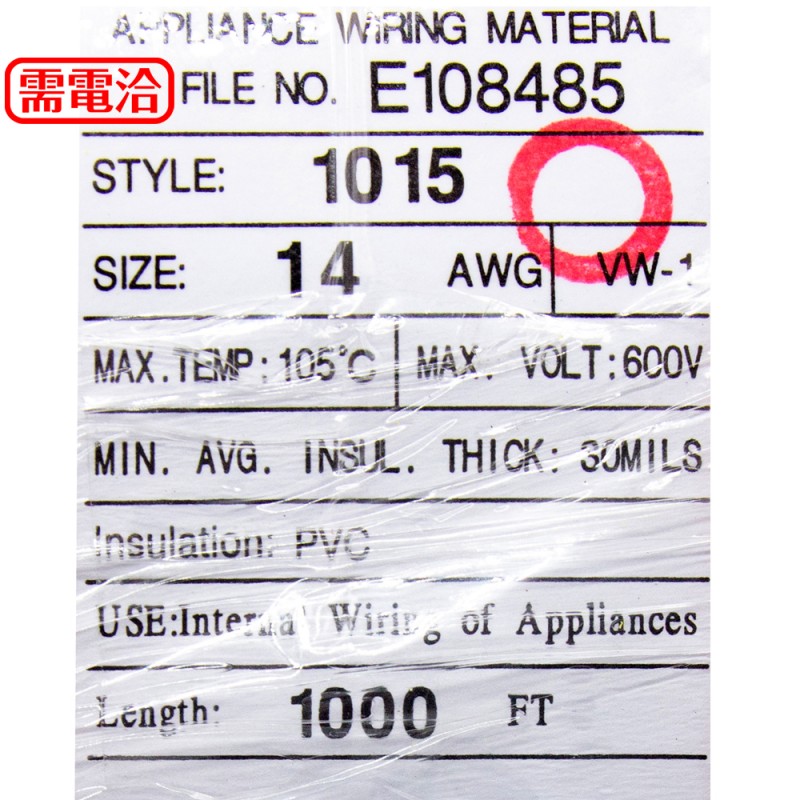 APPLIANCE WIRING MATERIAL
需電洽
FILE NO. E108485
STYLE: 1015
SIZE: 14 AWG VW-1
MAX.TEMP:105°C MAX. VOLT:600V
MIN. AVG. INSUL. THICK: 30MILS
Insulation: PVC
USE:Internal Wiring of Appliances
Length: 1000 FT